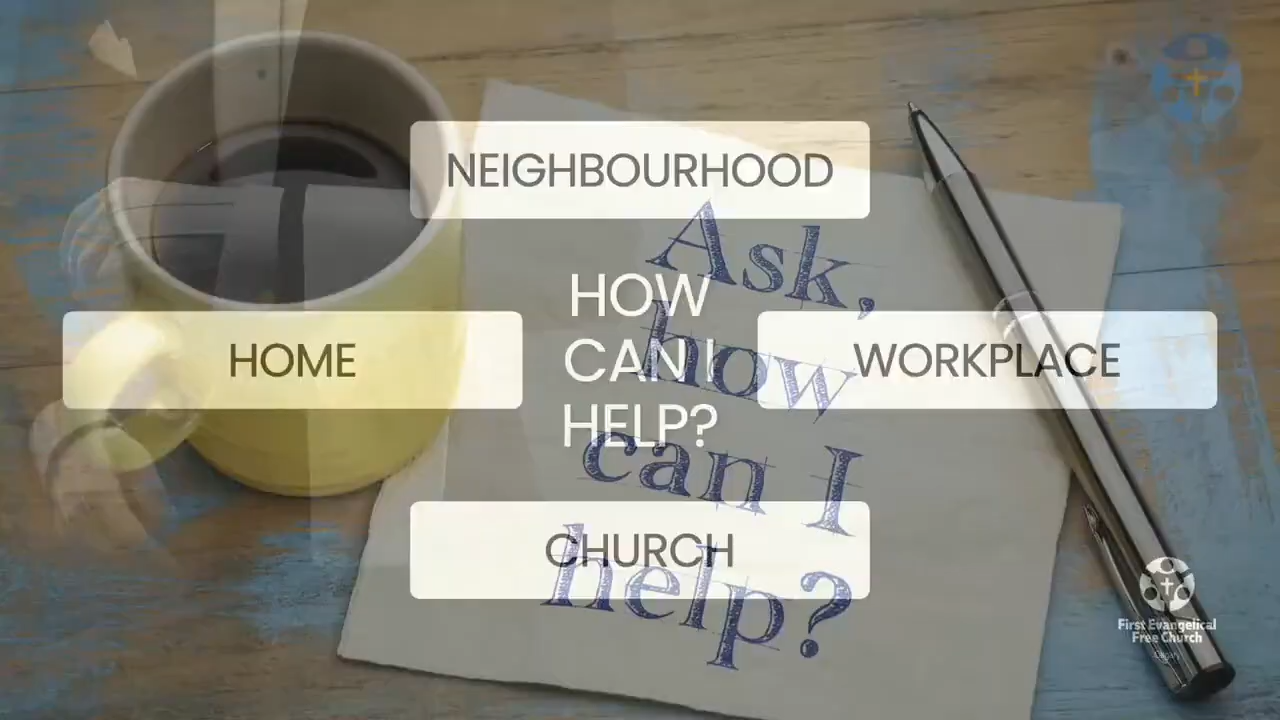 NEIGHBOURHOOD
Ask,
HOW
CAN I
HELP?
how
HOME
WORKPLACE
can I
CHURCH
help?
First Evangelical
Free Church